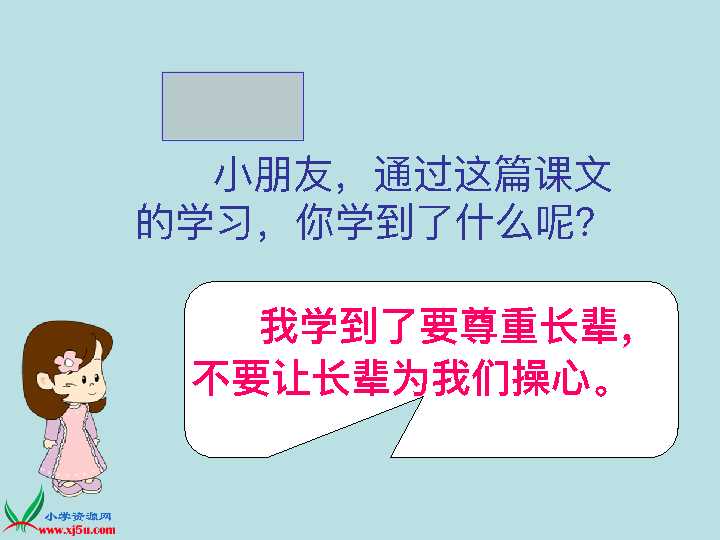 小朋友，通过这篇课文
的学习，你学到了什么呢？
我学到了要尊重长辈，
不要让长辈为我们操心。
小学资源网
www.xj5u.com